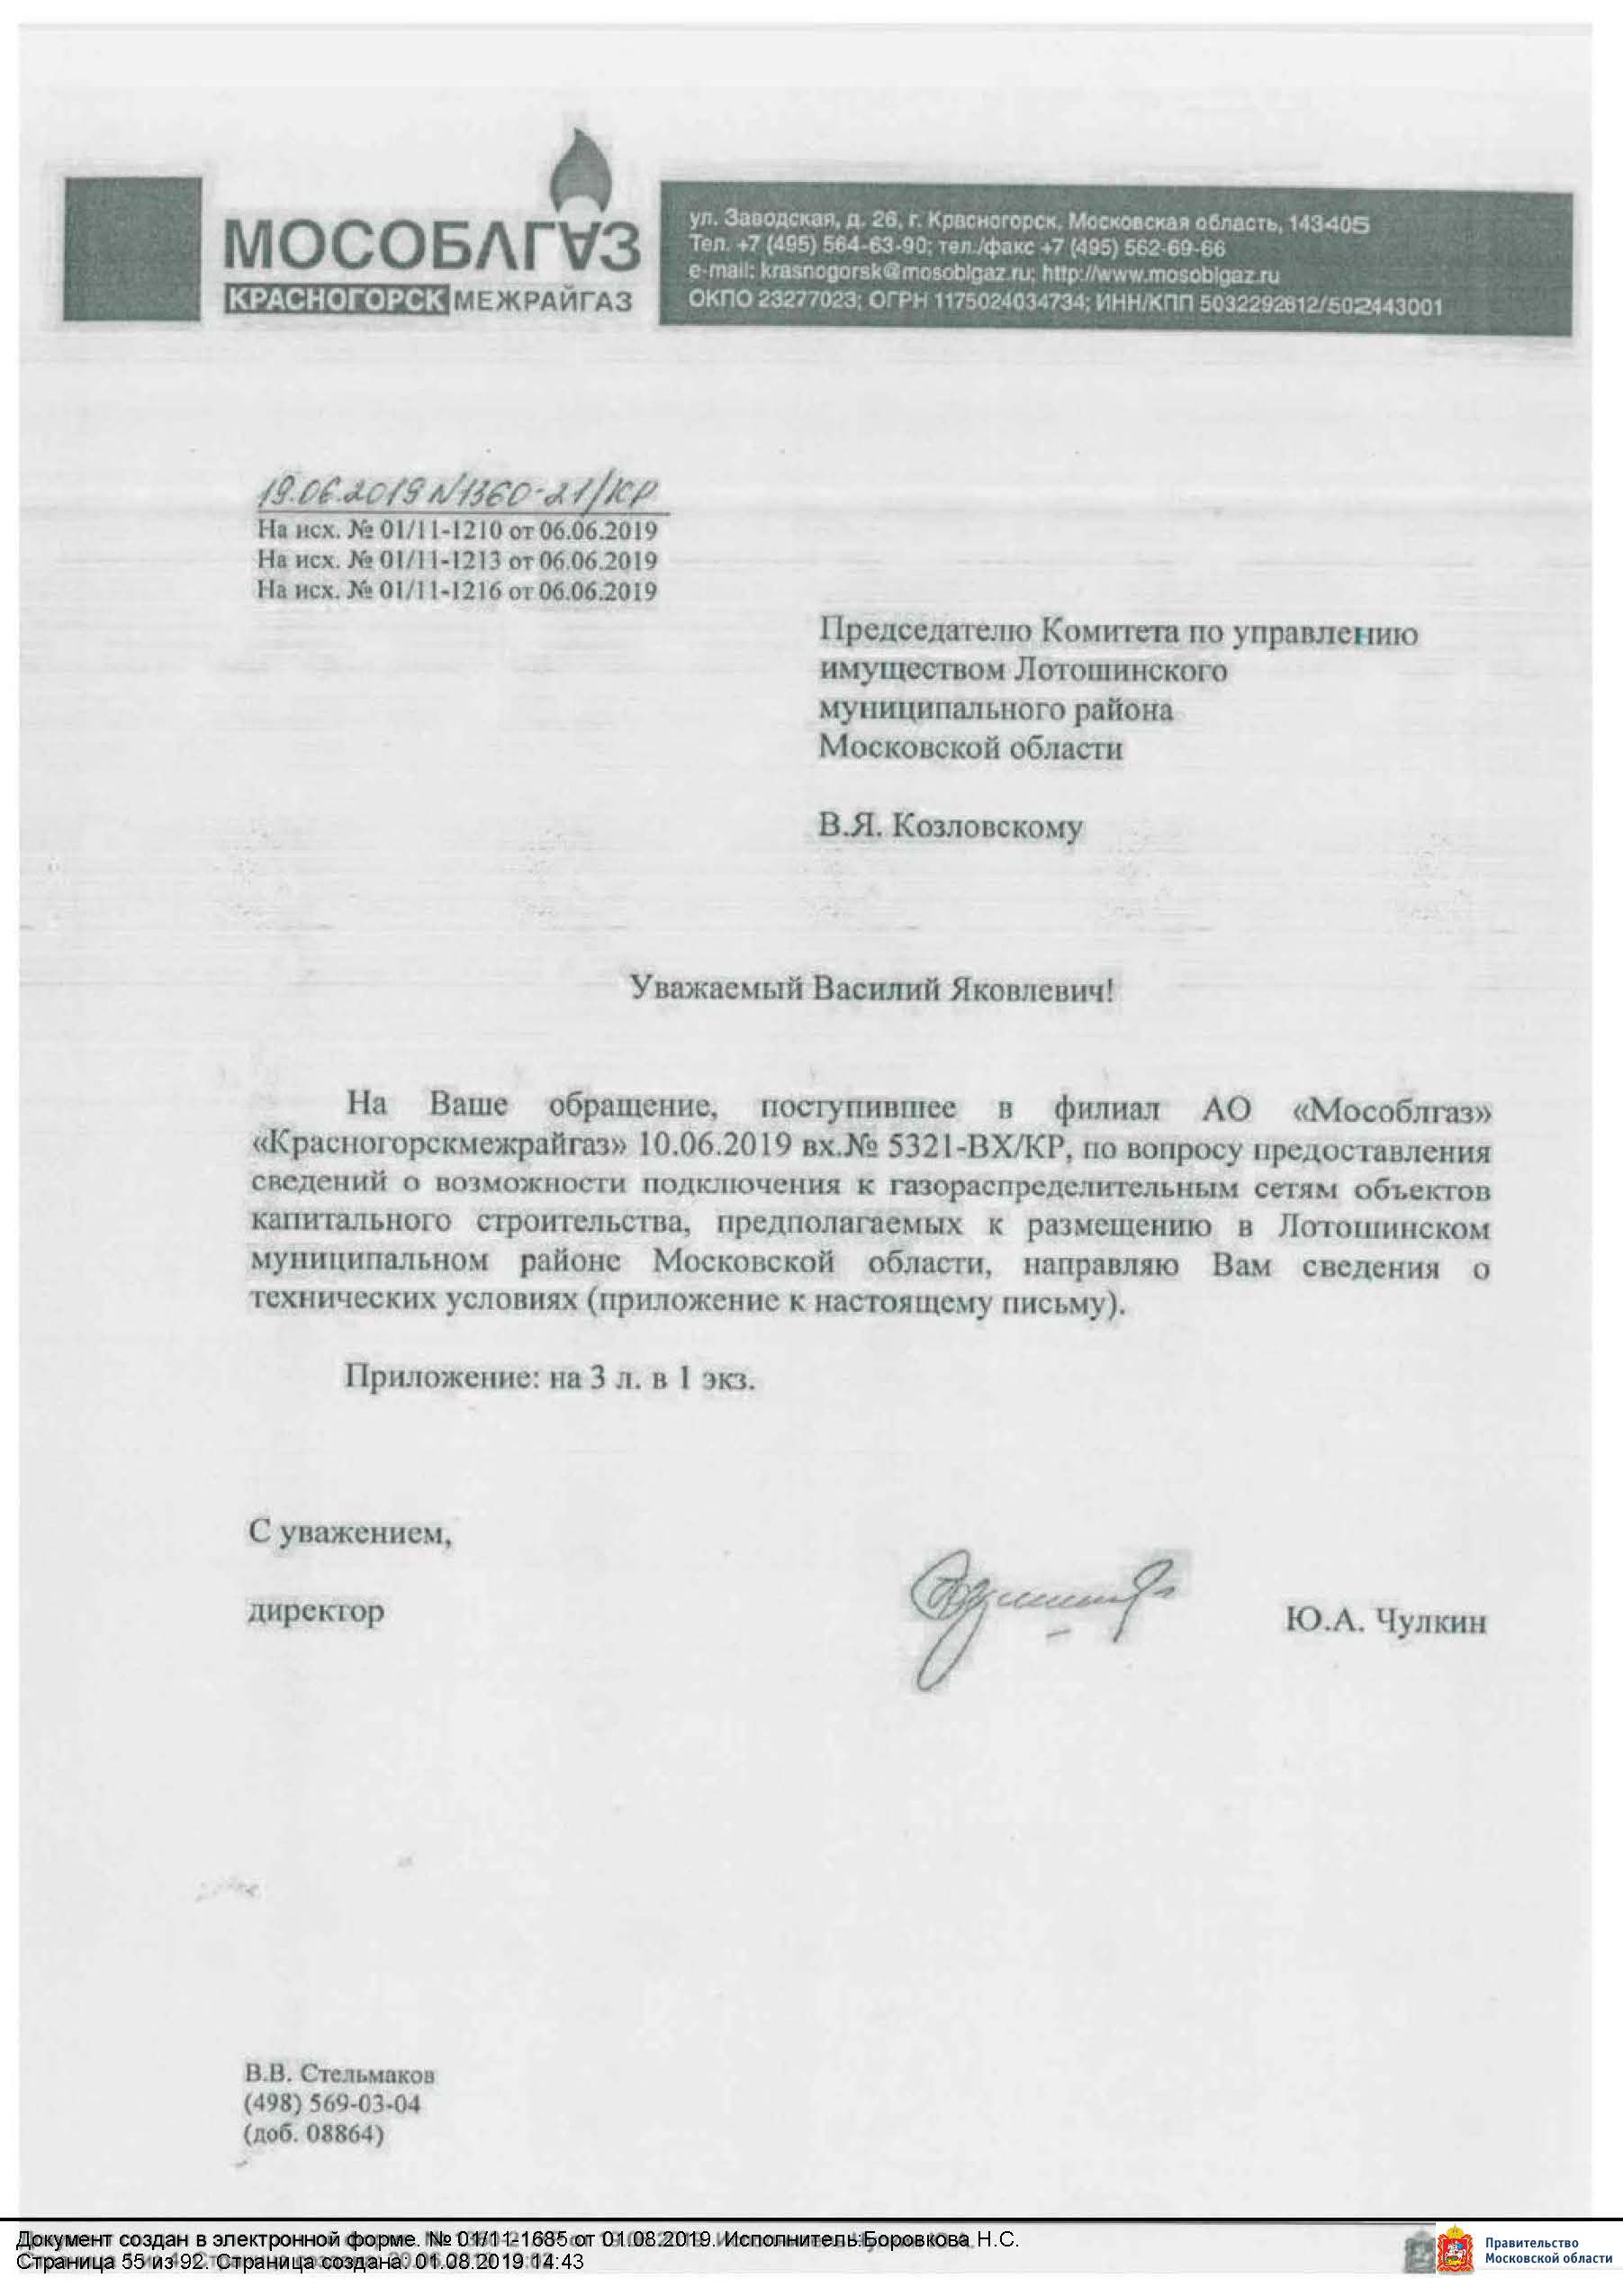 МОСОБЛГАЗ
КРАСНОГОРСК МЕЖРАЙГАЗ
ул. Заводская, д. 26, г. Красногорск, Московская область, 143405
Тел. +7 (495) 564-63-90; тел./факс +7 (495) 562-69-66
e-mail: krasnogorsk@mosoblgaz.ru; http://www.mosoblgaz.ru
ОКПО 23277023; ОГРН 1175024034734; ИНН/КПП 5032292612/502443001
19.06.2019 N1360-21/КР
На исх. № 01/11-1210 от 06.06.2019
На исх. № 01/11-1213 от 06.06.2019
На исх. № 01/11-1216 от 06.06.2019
Председателю Комитета по управлению
имуществом Лотошинского
муниципального района
Московской области
В.Я. Козловскому
Уважаемый Василий Яковлевич!
На Ваше обращение, поступившее в филиал АО «Мособлгаз»
«Красногорскмежрайгаз» 10.06.2019 вх.№ 5321-ВХ/КР, по вопросу предоставления
сведений о возможности подключения к газораспределительным сетям объектов
капитального строительства, предполагаемых к размещению в Лотошинском
муниципальном районе Московской области, направляю Вам сведения о
технических условиях (приложение к настоящему письму).
Приложение: на 3 л. в 1 экз.
С уважением,
директор
Ю.А. Чулкин
В.В. Стельмаков
(498) 569-03-04
(доб. 08864)
Документ создан в электронной форме. № 01/11-1685 от 01.08.2019. Исполнитель:Боровкова Н.С.
Страница 55 из 92. Страница создана: 01.08.2019 14:43
Правительство
Московской области